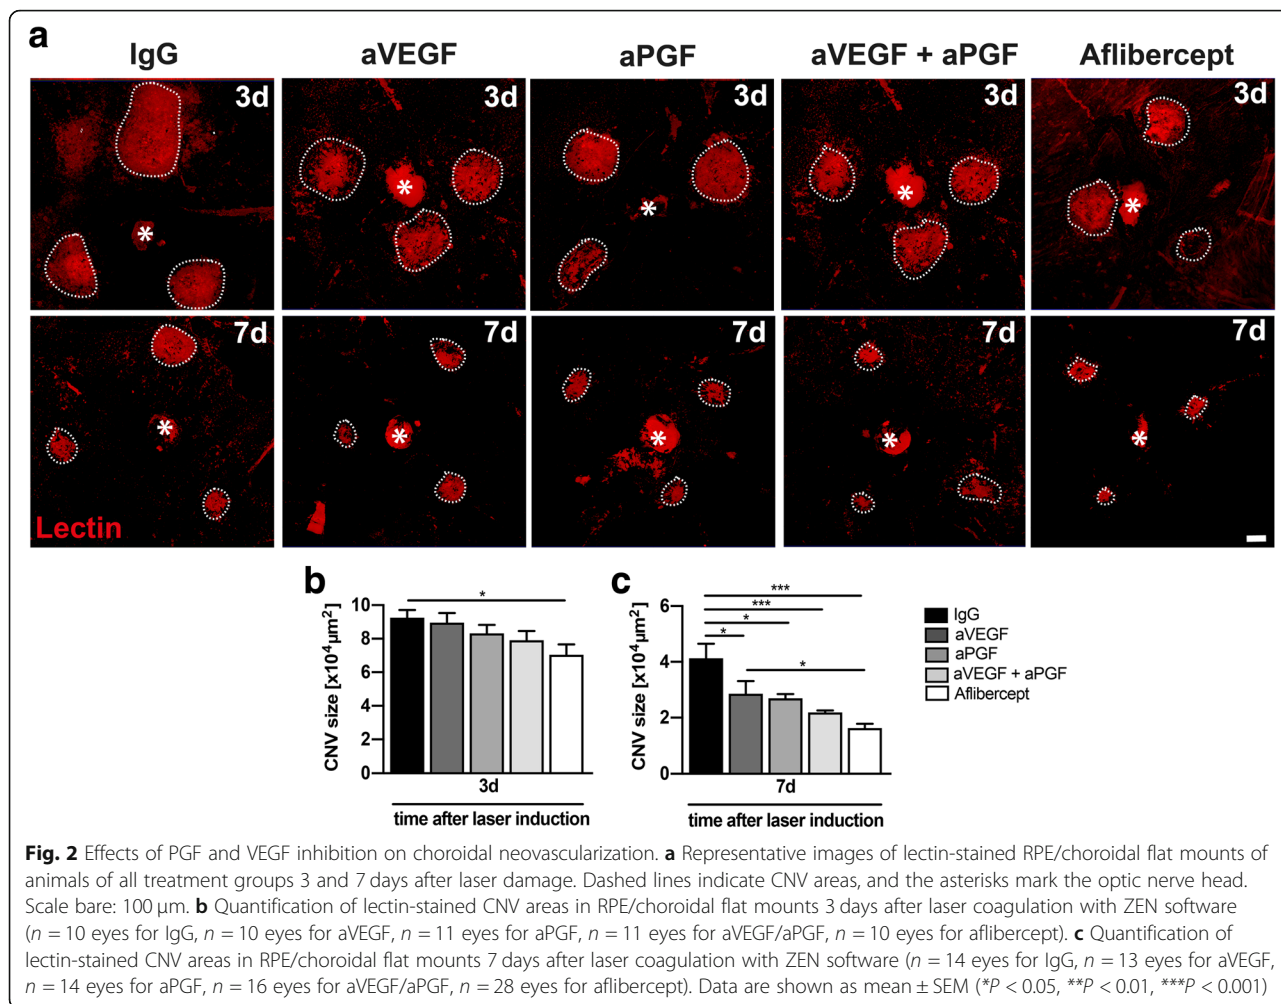 a
IgG aVEGF aPGF aVEGF + aPGF Aflibercept
3d 3d 3d 3d 3d
* * * * *
7d 7d 7d 7d 7d
* * * * *
Lectin
b
CNV size [x10⁴µm²]
10
8
6
4
2
0
*
3d
time after laser induction
c
CNV size [x10⁴µm²]
6
4
2
0
***
***
*
*
*
7d
time after laser induction
IgG
aVEGF
aPGF
aVEGF + aPGF
Aflibercept
Fig. 2 Effects of PGF and VEGF inhibition on choroidal neovascularization. a Representative images of lectin-stained RPE/choroidal flat mounts of
animals of all treatment groups 3 and 7 days after laser damage. Dashed lines indicate CNV areas, and the asterisks mark the optic nerve head.
Scale bare: 100 μm. b Quantification of lectin-stained CNV areas in RPE/choroidal flat mounts 3 days after laser coagulation with ZEN software
(n = 10 eyes for IgG, n = 10 eyes for aVEGF, n = 11 eyes for aPGF, n = 11 eyes for aVEGF/aPGF, n = 10 eyes for aflibercept). c Quantification of
lectin-stained CNV areas in RPE/choroidal flat mounts 7 days after laser coagulation with ZEN software (n = 14 eyes for IgG, n = 13 eyes for aVEGF,
n = 14 eyes for aPGF, n = 16 eyes for aVEGF/aPGF, n = 28 eyes for aflibercept). Data are shown as mean ± SEM (*P < 0.05, **P < 0.01, ***P < 0.001)